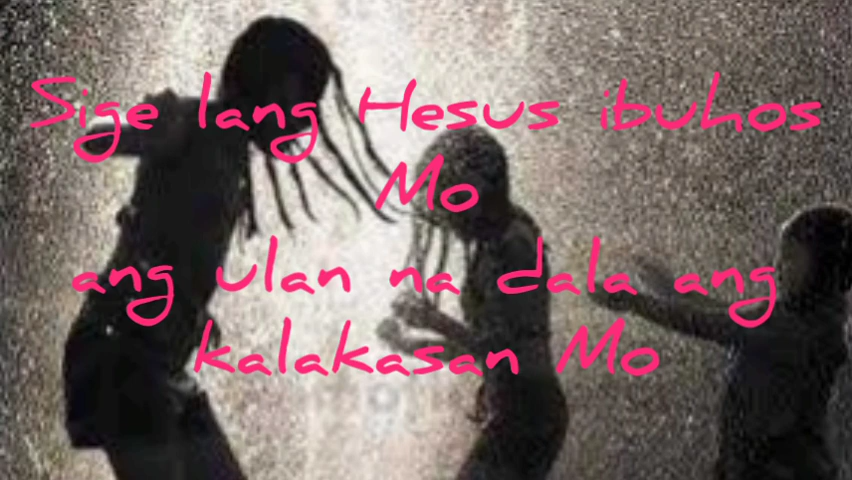 Sige lang Hesus ibuhos
Mo
ang ulan na dala ang
kalakasan Mo